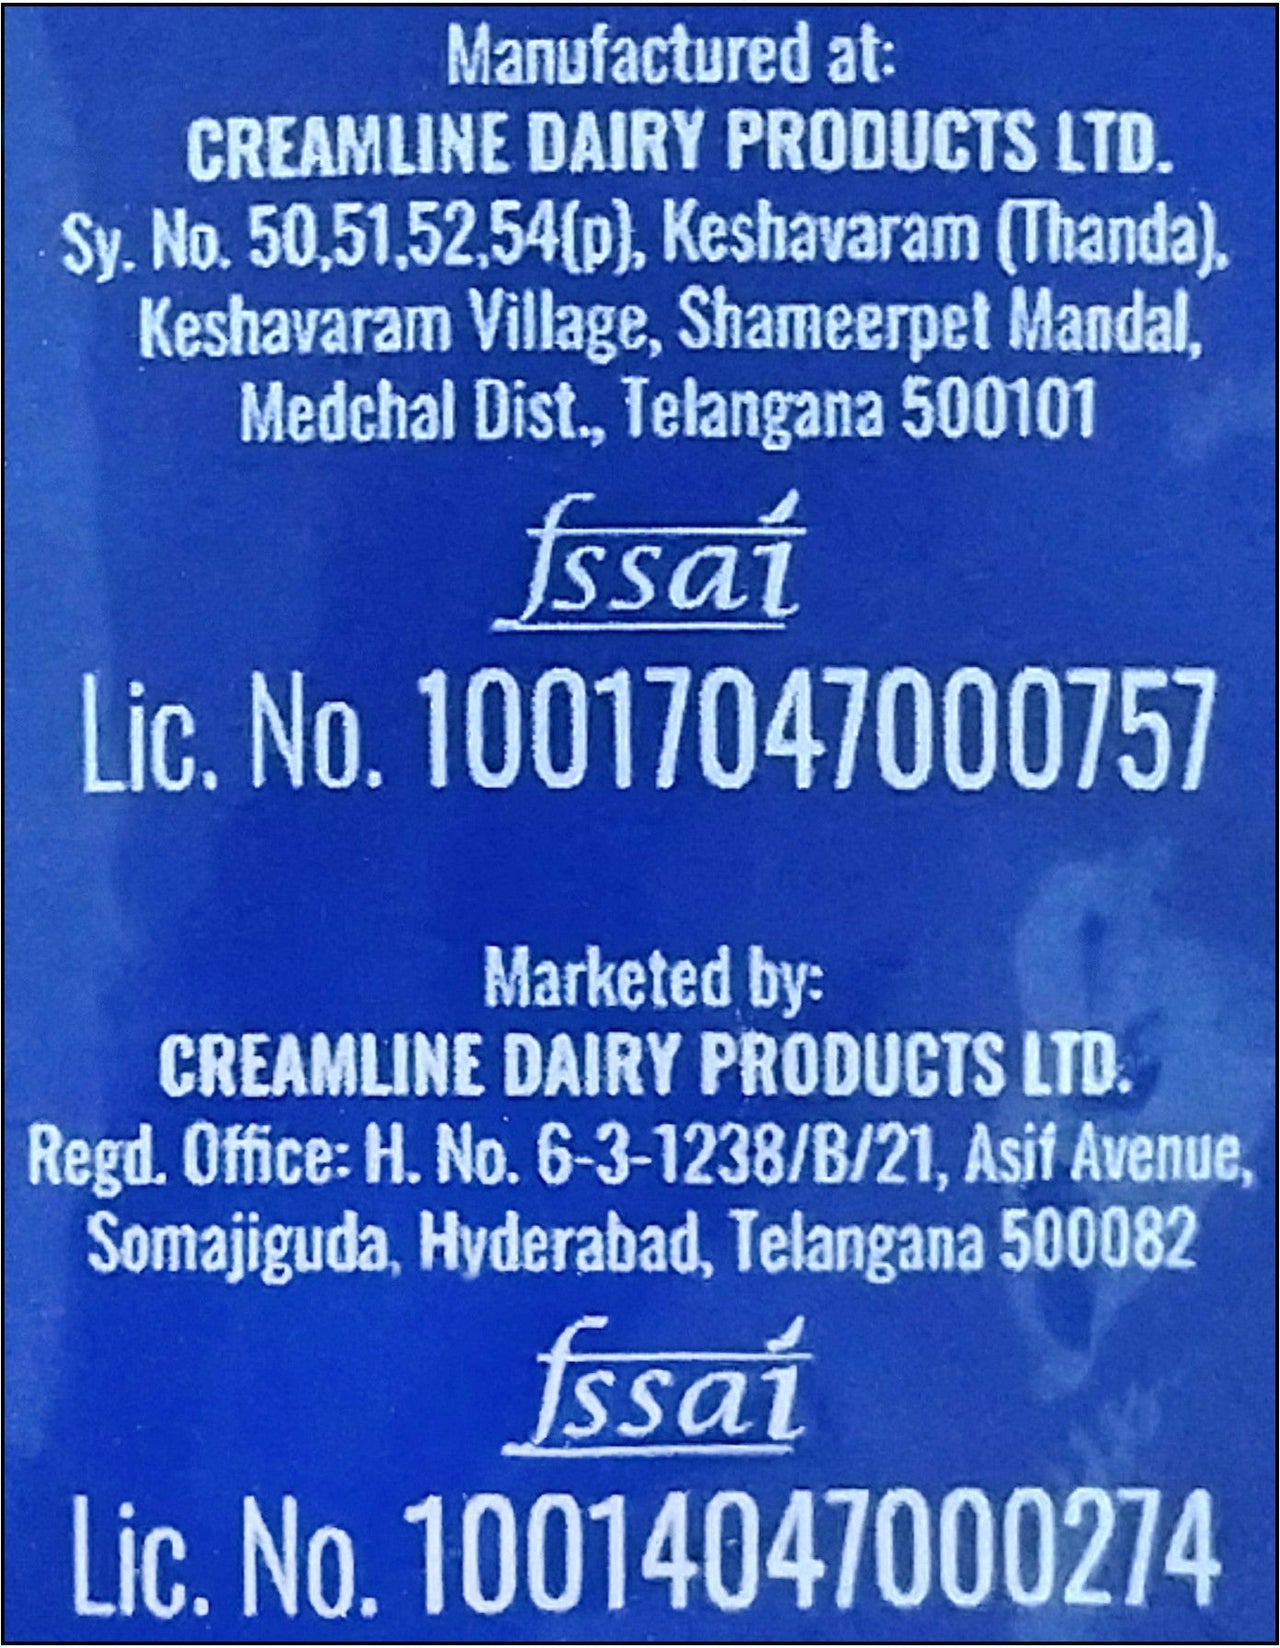 Manufactured at:
CREAMLINE DAIRY PRODUCTS LTD.
Sy. No. 50,51,52,54(p), Keshavaram (Thanda),
Keshavaram Village, Shameerpet Mandal,
Medchal Dist., Telangana 500101
fssai
Lic. No. 10017047000757
Marketed by:
CREAMLINE DAIRY PRODUCTS LTD.
Regd. Office: H. No. 6-3-1238/B/21, Asif Avenue,
Somajiguda, Hyderabad, Telangana 500082
fssai
Lic. No. 10014047000274